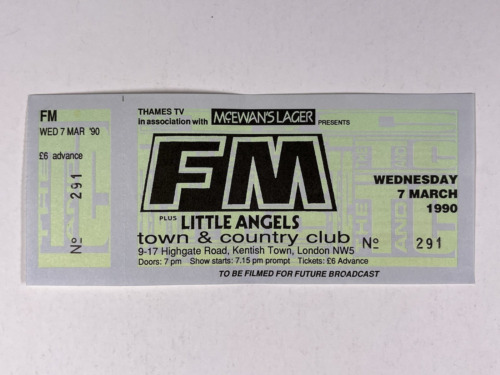 FM
WED 7 MAR '90
£6 advance
Nº 291
THAMES TV
in association with McEWAN'S LAGER PRESENTS
FM
PLUS LITTLE ANGELS
town & country club
9-17 Highgate Road, Kentish Town, London NW5
Doors: 7 pm Show starts: 7.15 pm prompt Tickets: £6 Advance
TO BE FILMED FOR FUTURE BROADCAST
WEDNESDAY
7 MARCH
1990
Nº 291